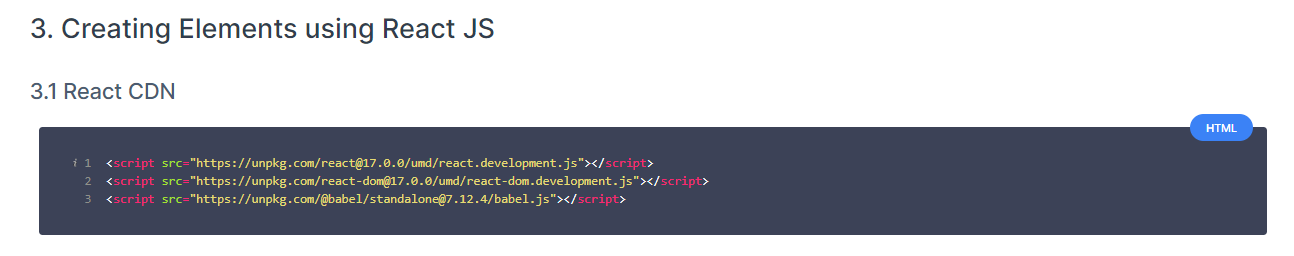 3. Creating Elements using React JS
3.1 React CDN
HTML
i 1 <script src="https://unpkg.com/react@17.0.0/umd/react.development.js"></script>
2 <script src="https://unpkg.com/react-dom@17.0.0/umd/react-dom.development.js"></script>
3 <script src="https://unpkg.com/@babel/standalone@7.12.4/babel.js"></script>